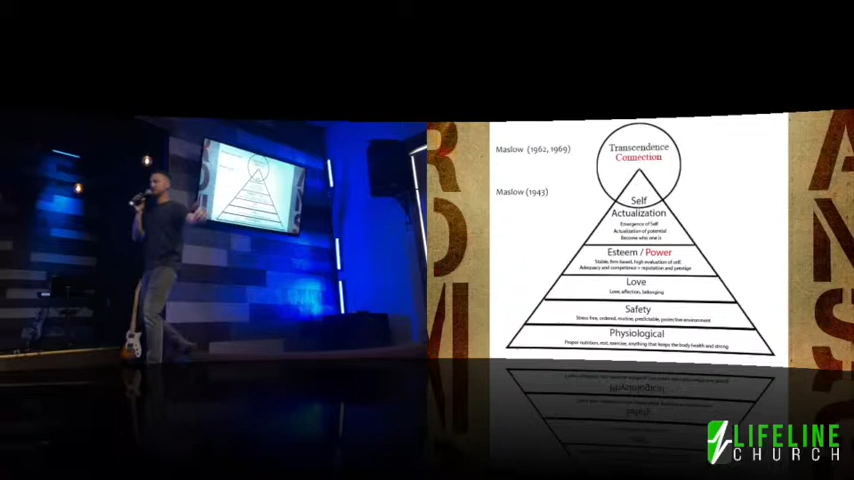 Maslow (1962, 1969)
Transcendence
Connection
Maslow (1943)
Self
Actualization
Emergence of Self
Actualization of potential
Become who one is
Esteem / Power
Stable, firm based, high evaluation of self.
Adequacy and competence = reputation and prestige
Love
Love, affection, belonging
Safety
Stress free, ordered, routine, predictable, protective environment
Physiological
Proper nutrition, rest, exercise, anything that keeps the body health and strong
LIFELINE
CHURCH